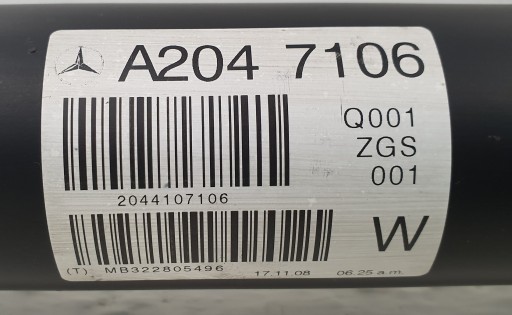 A204 7106
Q001
ZGS
001
2044107106
W
(T) MB322805496 17.11.08 06:25 a.m.